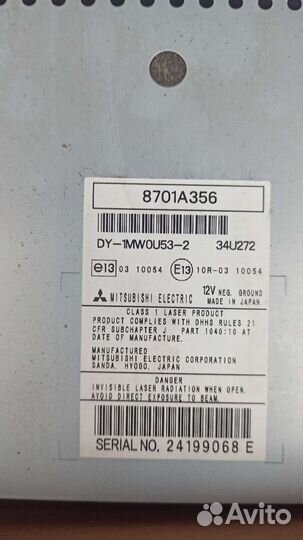 8701A356
DY-1MW0U53-2 34U272
e13 03 10054 E13 10R-03 10054
12V NEG. GROUND
MITSUBISHI ELECTRIC MADE IN JAPAN
CLASS 1 LASER PRODUCT
PRODUCT COMPLIES WITH DHHS RULES 21
CFR SUBCHAPTER J PART 1040:10 AT
DATE OF MANUFACTURE.
MANUFACTURED
MITSUBISHI ELECTRIC CORPORATION
SANDA, HYOGO, JAPAN
DANGER
INVISIBLE LASER RADIATION WHEN OPEN.
AVOID DIRECT EXPOSURE TO BEAM.
SERIAL NO. 24199068 E
Avito